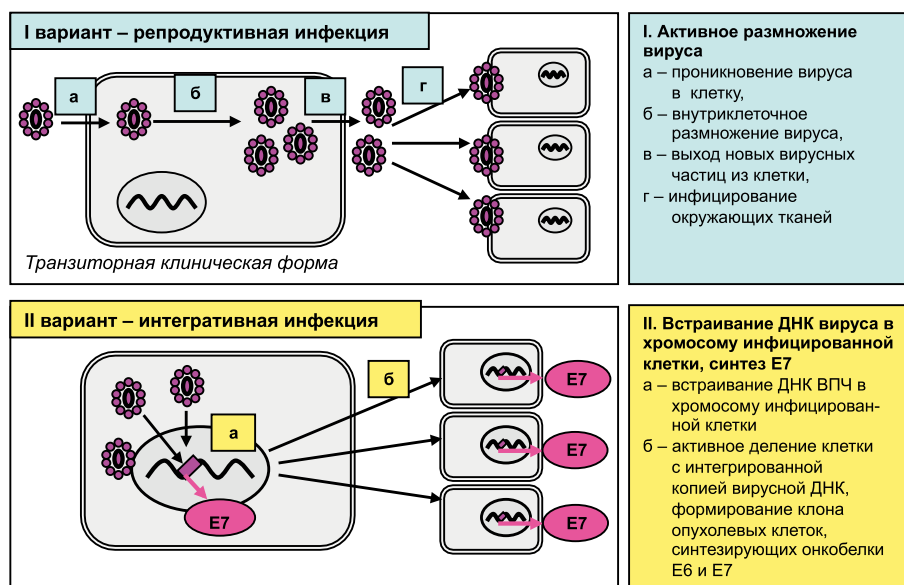 I вариант – репродуктивная инфекция
а
б
в
г
Транзиторная клиническая форма
I. Активное размножение
вируса
а – проникновение вируса
в клетку,
б – внутриклеточное
размножение вируса,
в – выход новых вирусных
частиц из клетки,
г – инфицирование
окружающих тканей
II вариант – интегративная инфекция
а
б
E7
E7
E7
E7
II. Встраивание ДНК вируса в
хромосому инфицированной
клетки, синтез E7
а – встраивание ДНК ВПЧ в
хромосому инфицирован-
ной клетки
б – активное деление клетки
с интегрированной
копией вирусной ДНК,
формирование клона
опухолевых клеток,
синтезирующих онкобелки
Е6 и Е7